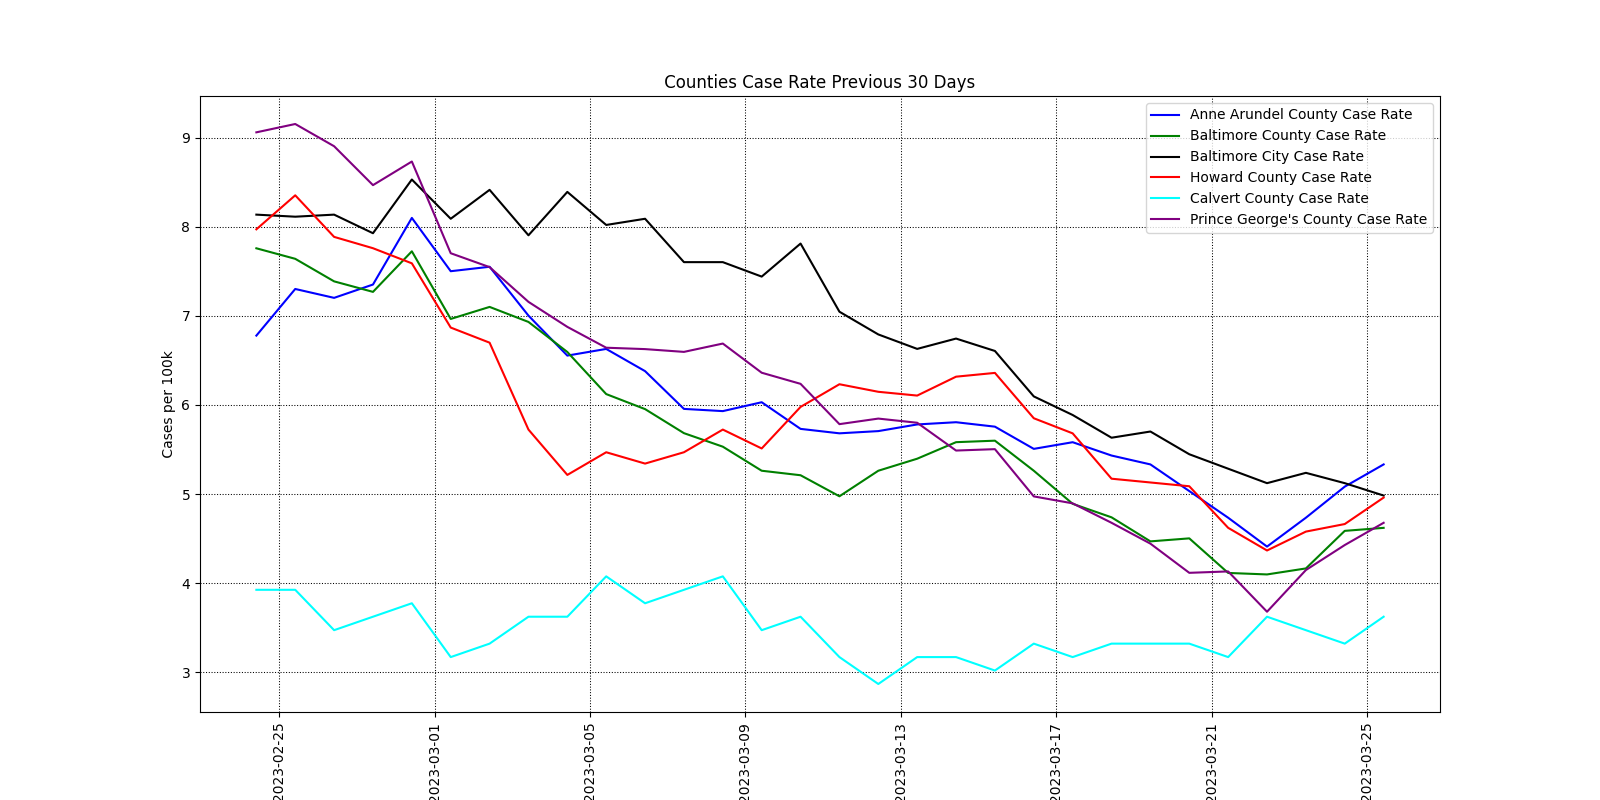 Counties Case Rate Previous 30 Days
Anne Arundel County Case Rate
Baltimore County Case Rate
Baltimore City Case Rate
Howard County Case Rate
Calvert County Case Rate
Prince George's County Case Rate
Cases per 100k
9
8
7
6
5
4
3
2023-02-25
2023-03-01
2023-03-05
2023-03-09
2023-03-13
2023-03-17
2023-03-21
2023-03-25